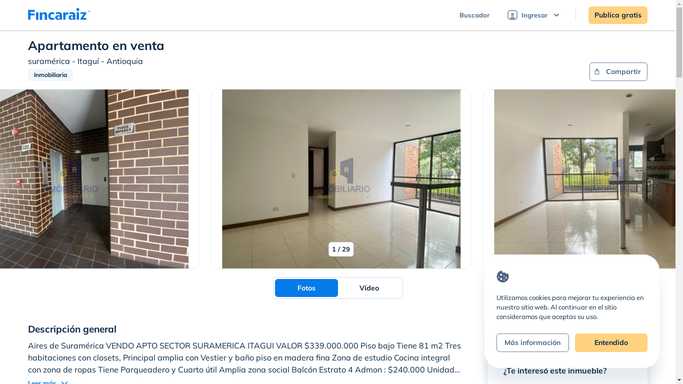 Fincaraiz
Buscador
Ingresar
Publica gratis
Apartamento en venta
suramérica - Itaguí - Antioquia
Inmobiliaria
Compartir
MOBILIARIO
BILIARIO
MOBILIARIO
1 / 29
Fotos
Video
Utilizamos cookies para mejorar tu experiencia en
nuestro sitio web. Al continuar en el sitio
consideramos que aceptas su uso.
Más información
Entendido
Descripción general
Aires de Suramérica VENDO APTO SECTOR SURAMERICA ITAGUI VALOR $339.000.000 Piso bajo Tiene 81 m2 Tres
habitaciones con closets, Principal amplia con Vestier y baño piso en madera fina Zona de estudio Cocina integral
con zona de ropas Tiene Parqueadero y Cuarto útil Amplia zona social Balcón Estrato 4 Admon : $240.000 Unidad...
Leer más
¿Te interesó este inmueble?